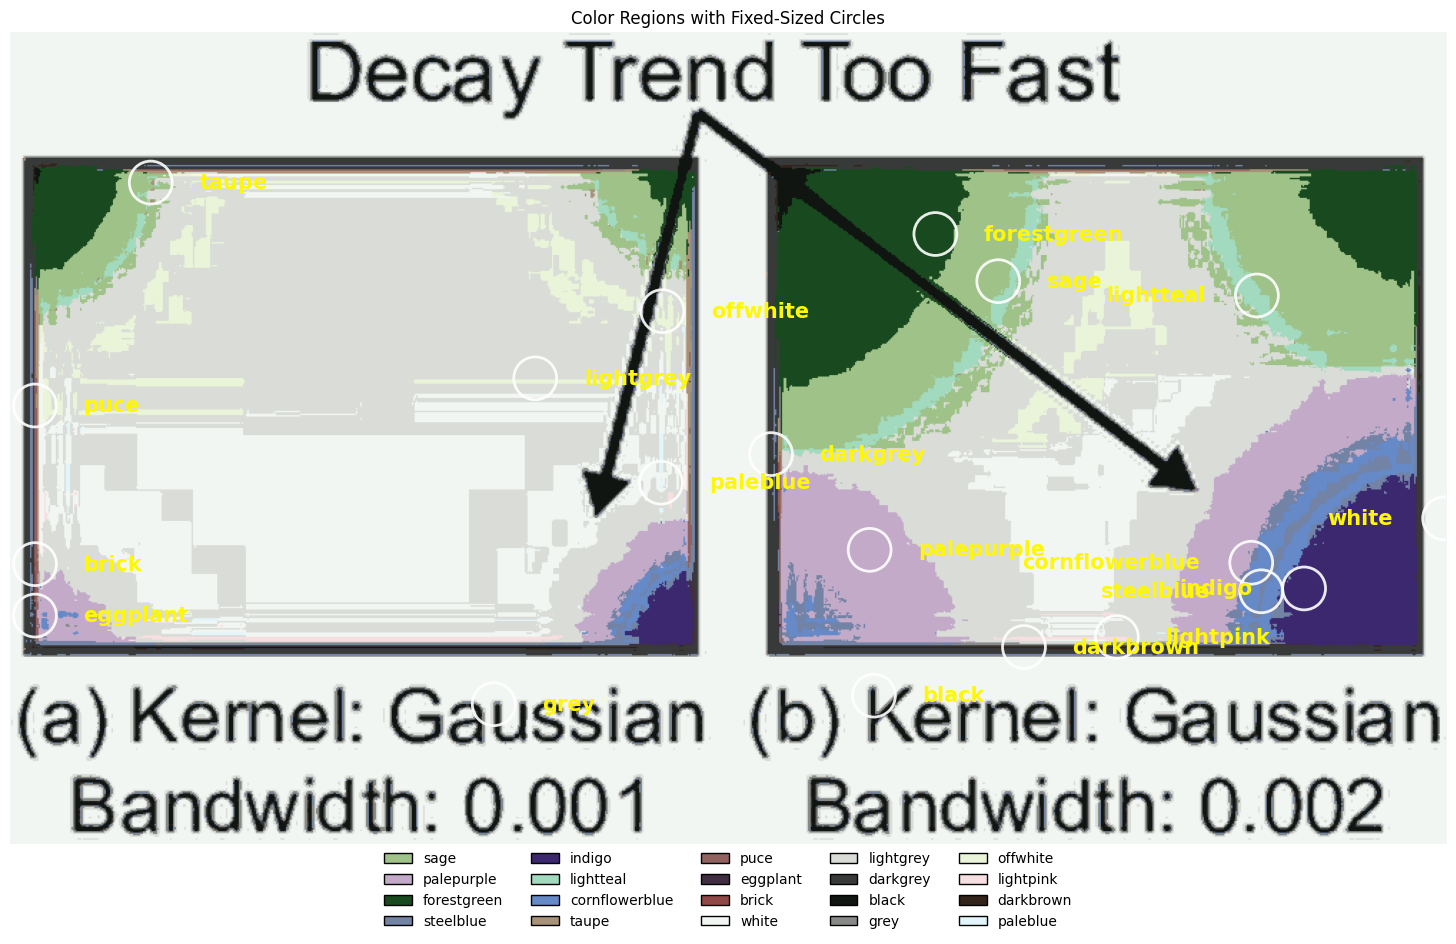 Color Regions with Fixed-Sized Circles
Decay Trend Too Fast
taupe
forestgreen
sage
lightteal
offwhite
lightgrey
puce
darkgrey
paleblue
white
palepurple
cornflowerblue
brick
indigo
steelblue
eggplant
lightpink
darkbrown
black
grey
(a) Kernel: Gaussian
Bandwidth: 0.001
(b) Kernel: Gaussian
Bandwidth: 0.002
sage indigo puce lightgrey offwhite
palepurple lightteal eggplant darkgrey lightpink
forestgreen cornflowerblue brick black darkbrown
steelblue taupe white grey paleblue